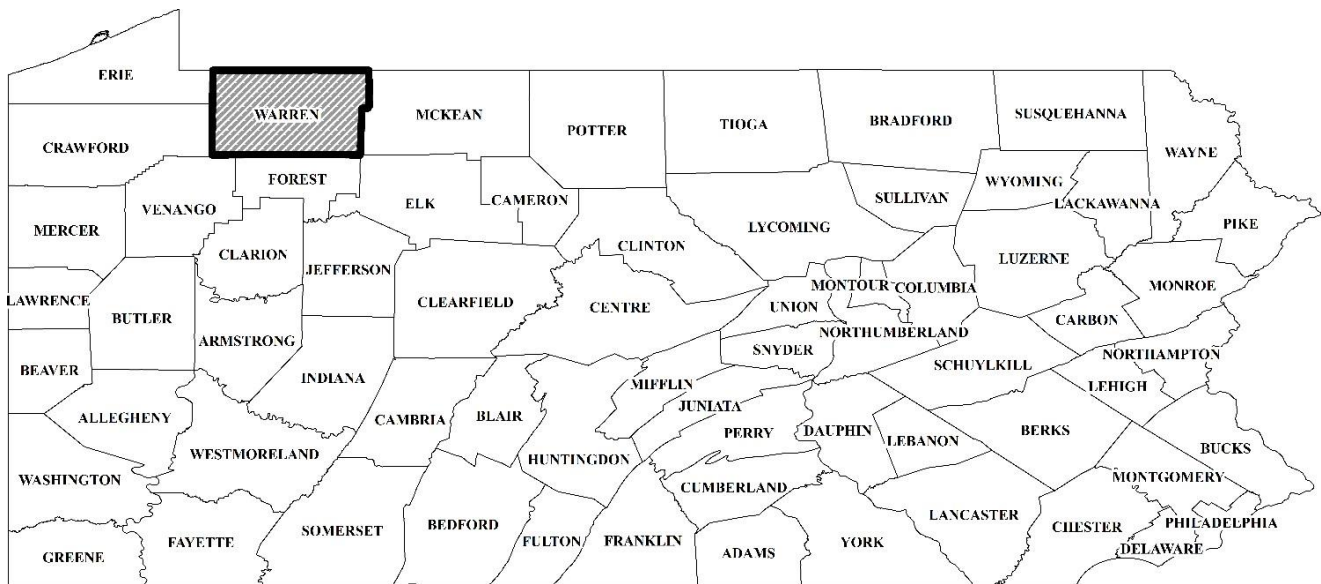 ERIE
WARREN
MCKEAN
POTTER
TIOGA
BRADFORD
SUSQUEHANNA
WAYNE
CRAWFORD
FOREST
VENANGO
ELK
CAMERON
LYCOMING
SULLIVAN
WYOMING
LACKAWANNA
PIKE
MERCER
CLARION
JEFFERSON
CLINTON
LUZERNE
MONROE
LAWRENCE
BUTLER
CLEARFIELD
CENTRE
UNION
MONTOUR
COLUMBIA
CARBON
ARMSTRONG
NORTHUMBERLAND
BEAVER
INDIANA
SNYDER
SCHUYLKILL
NORTHAMPTON
LEHIGH
ALLEGHENY
CAMBRIA
BLAIR
MIFFLIN
JUNIATA
PERRY
DAUPHIN
LEBANON
BERKS
BUCKS
WASHINGTON
WESTMORELAND
HUNTINGDON
CUMBERLAND
MONTGOMERY
GREENE
FAYETTE
SOMERSET
BEDFORD
FULTON
FRANKLIN
ADAMS
YORK
LANCASTER
CHESTER
PHILADELPHIA
DELAWARE